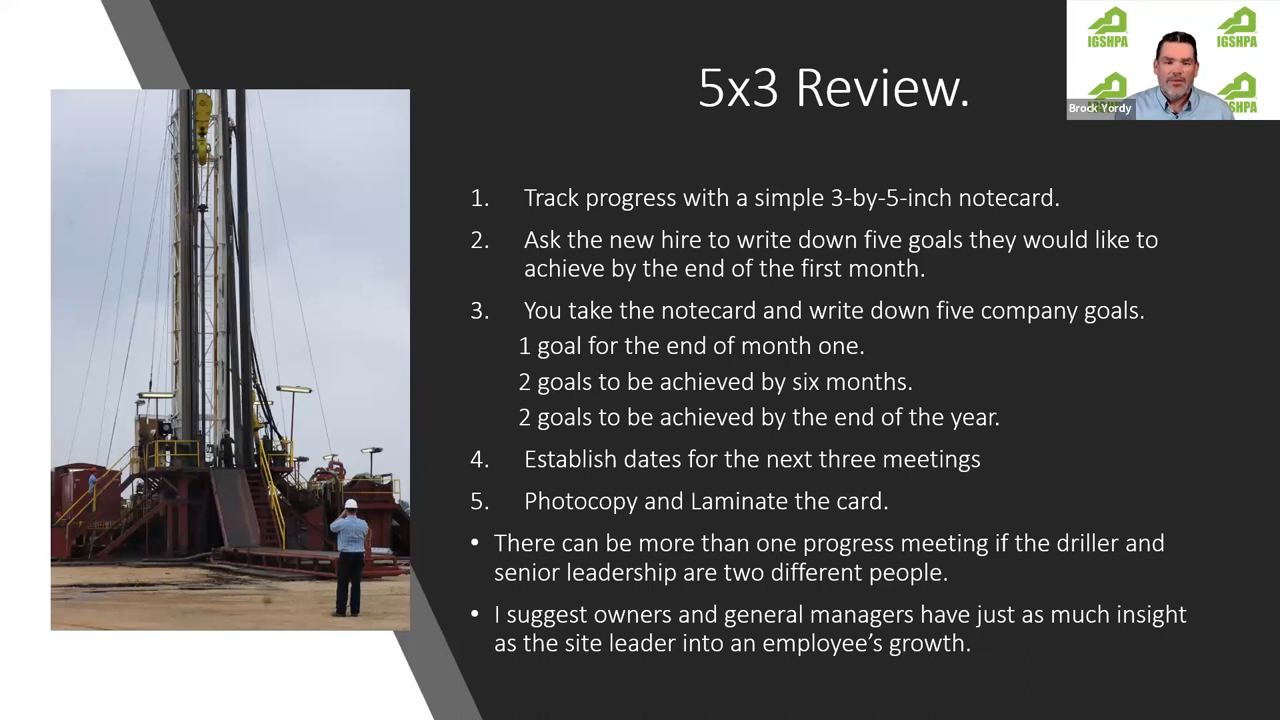 5x3 Review.
IGSHPA
IGSHPA
IGSHPA
IGSHPA
Brock Yordy
1. Track progress with a simple 3-by-5-inch notecard.
2. Ask the new hire to write down five goals they would like to
achieve by the end of the first month.
3. You take the notecard and write down five company goals.
1 goal for the end of month one.
2 goals to be achieved by six months.
2 goals to be achieved by the end of the year.
4. Establish dates for the next three meetings
5. Photocopy and Laminate the card.
• There can be more than one progress meeting if the driller and
senior leadership are two different people.
• I suggest owners and general managers have just as much insight
as the site leader into an employee’s growth.